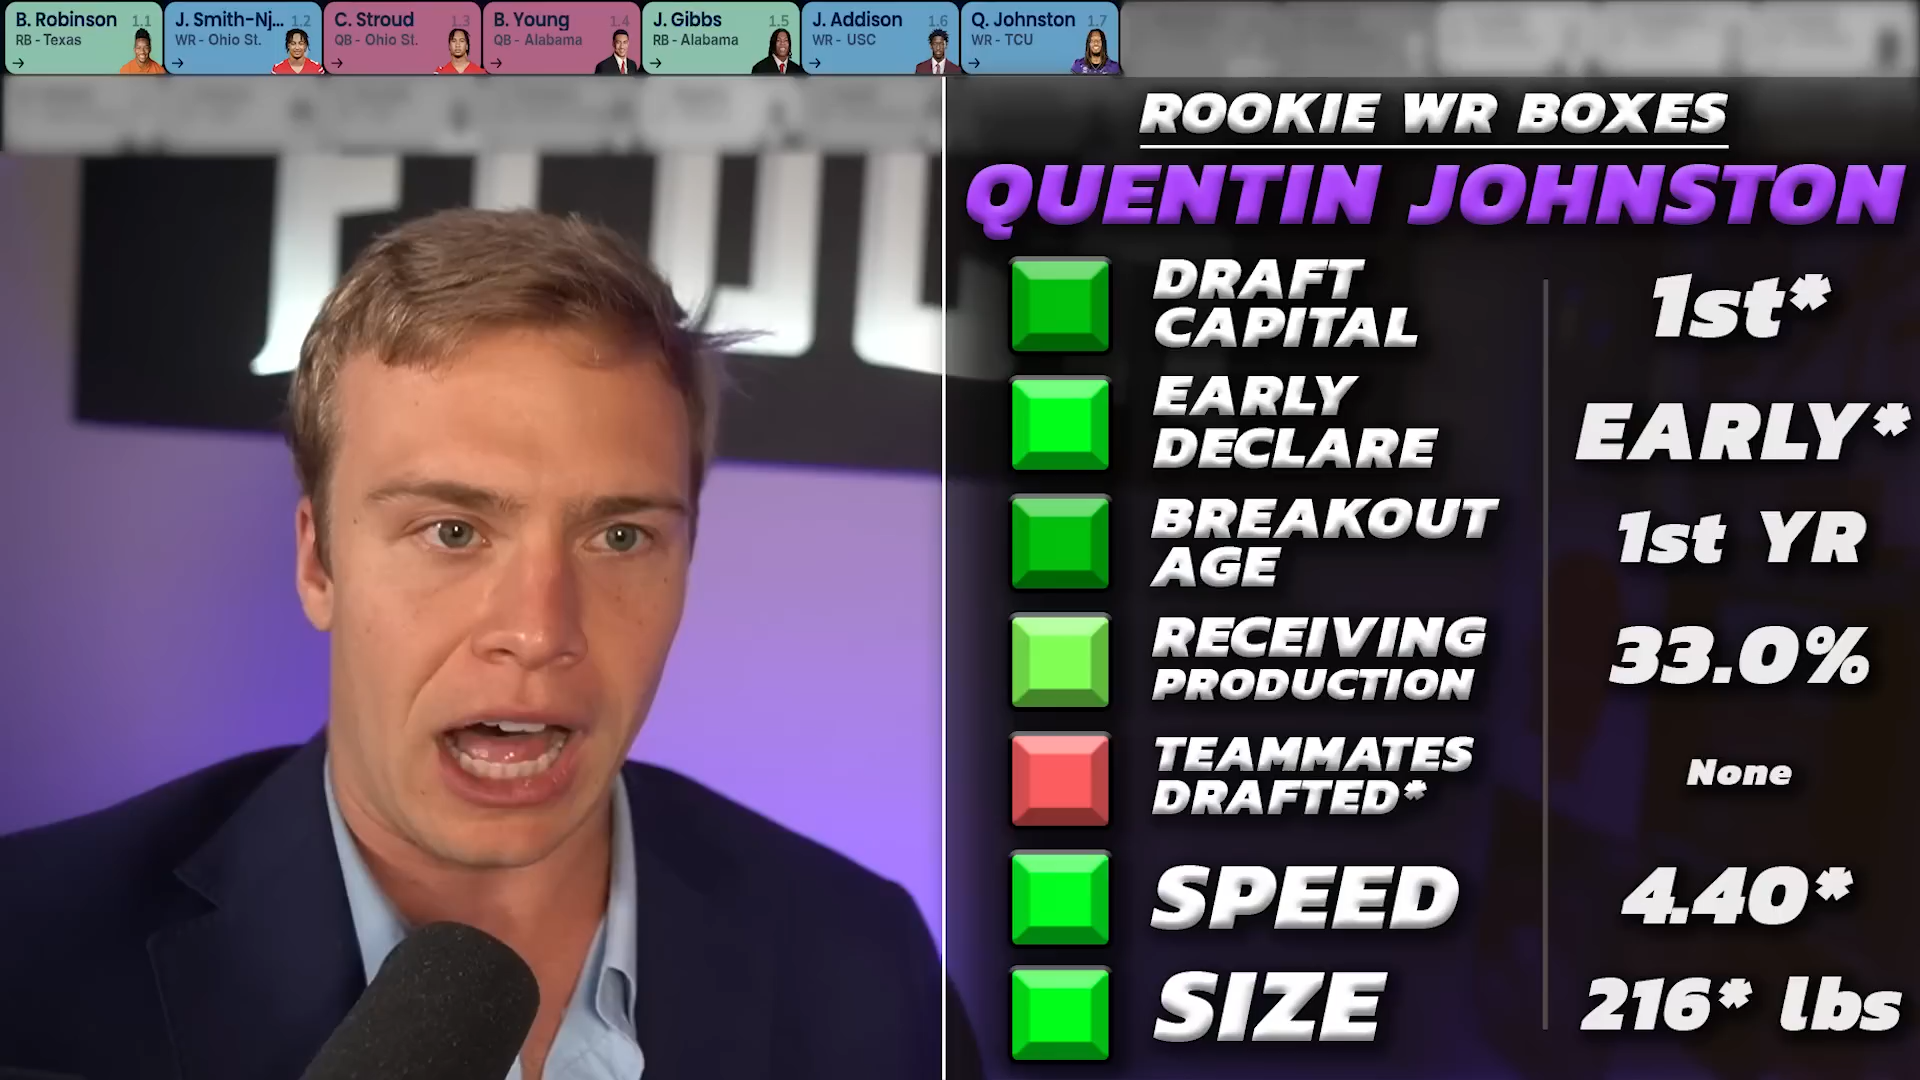 B. Robinson 1.1
RB - Texas
J. Smith-Nj... 1.2
WR - Ohio St.
C. Stroud 1.3
QB - Ohio St.
B. Young 1.4
QB - Alabama
J. Gibbs 1.5
RB - Alabama
J. Addison 1.6
WR - USC
Q. Johnston 1.7
WR - TCU
ROOKIE WR BOXES
QUENTIN JOHNSTON
DRAFT
CAPITAL
1st*
EARLY
DECLARE
EARLY*
BREAKOUT
AGE
1st YR
RECEIVING
PRODUCTION
33.0%
TEAMMATES
DRAFTED*
None
SPEED
4.40*
SIZE
216* lbs